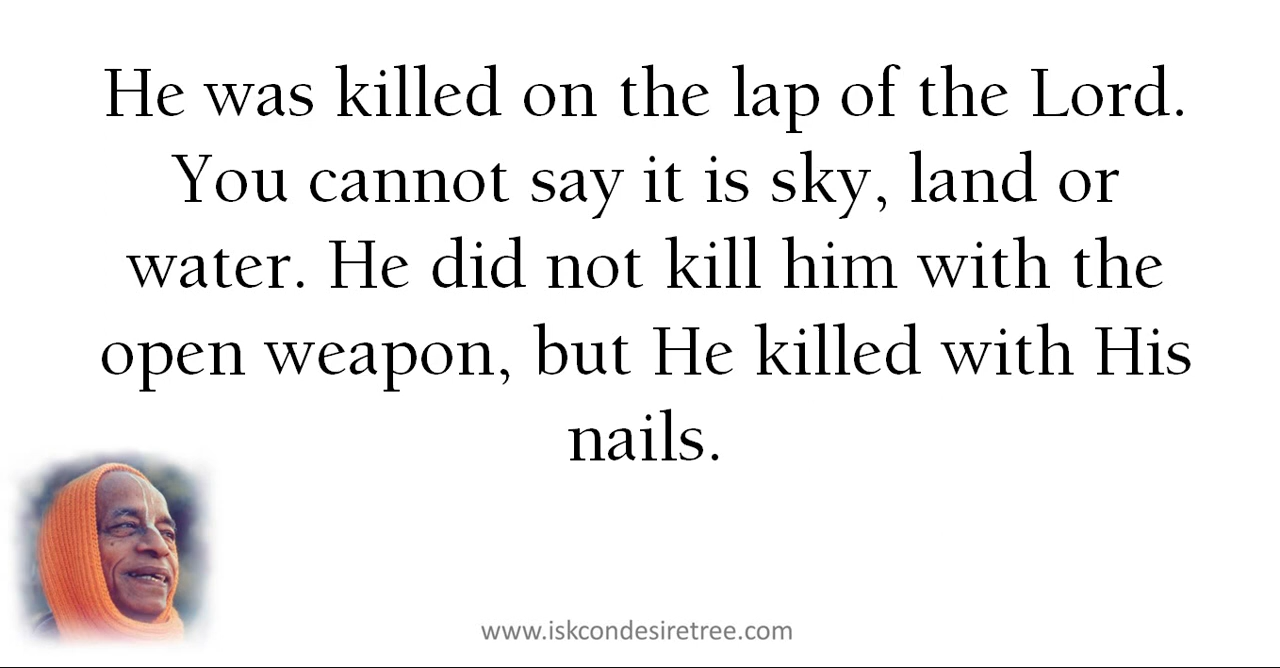 He was killed on the lap of the Lord.
You cannot say it is sky, land or
water. He did not kill him with the
open weapon, but He killed with His
nails.
www.iskcondesiretree.com